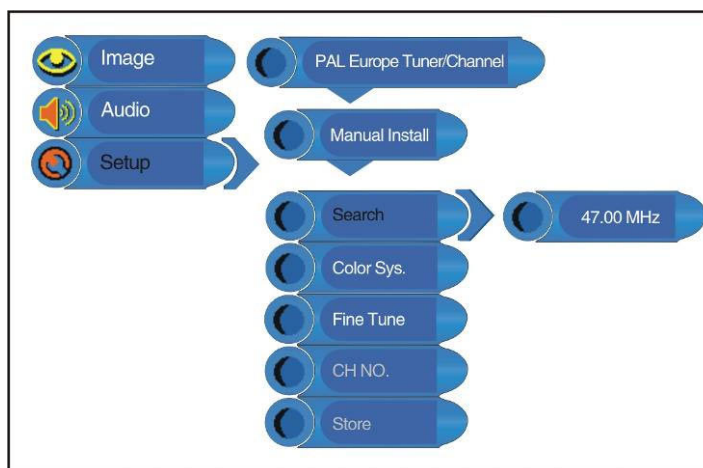 Image
Audio
Setup
PAL Europe Tuner/Channel
Manual Install
Search
Color Sys.
Fine Tune
CH NO.
Store
47.00 MHz